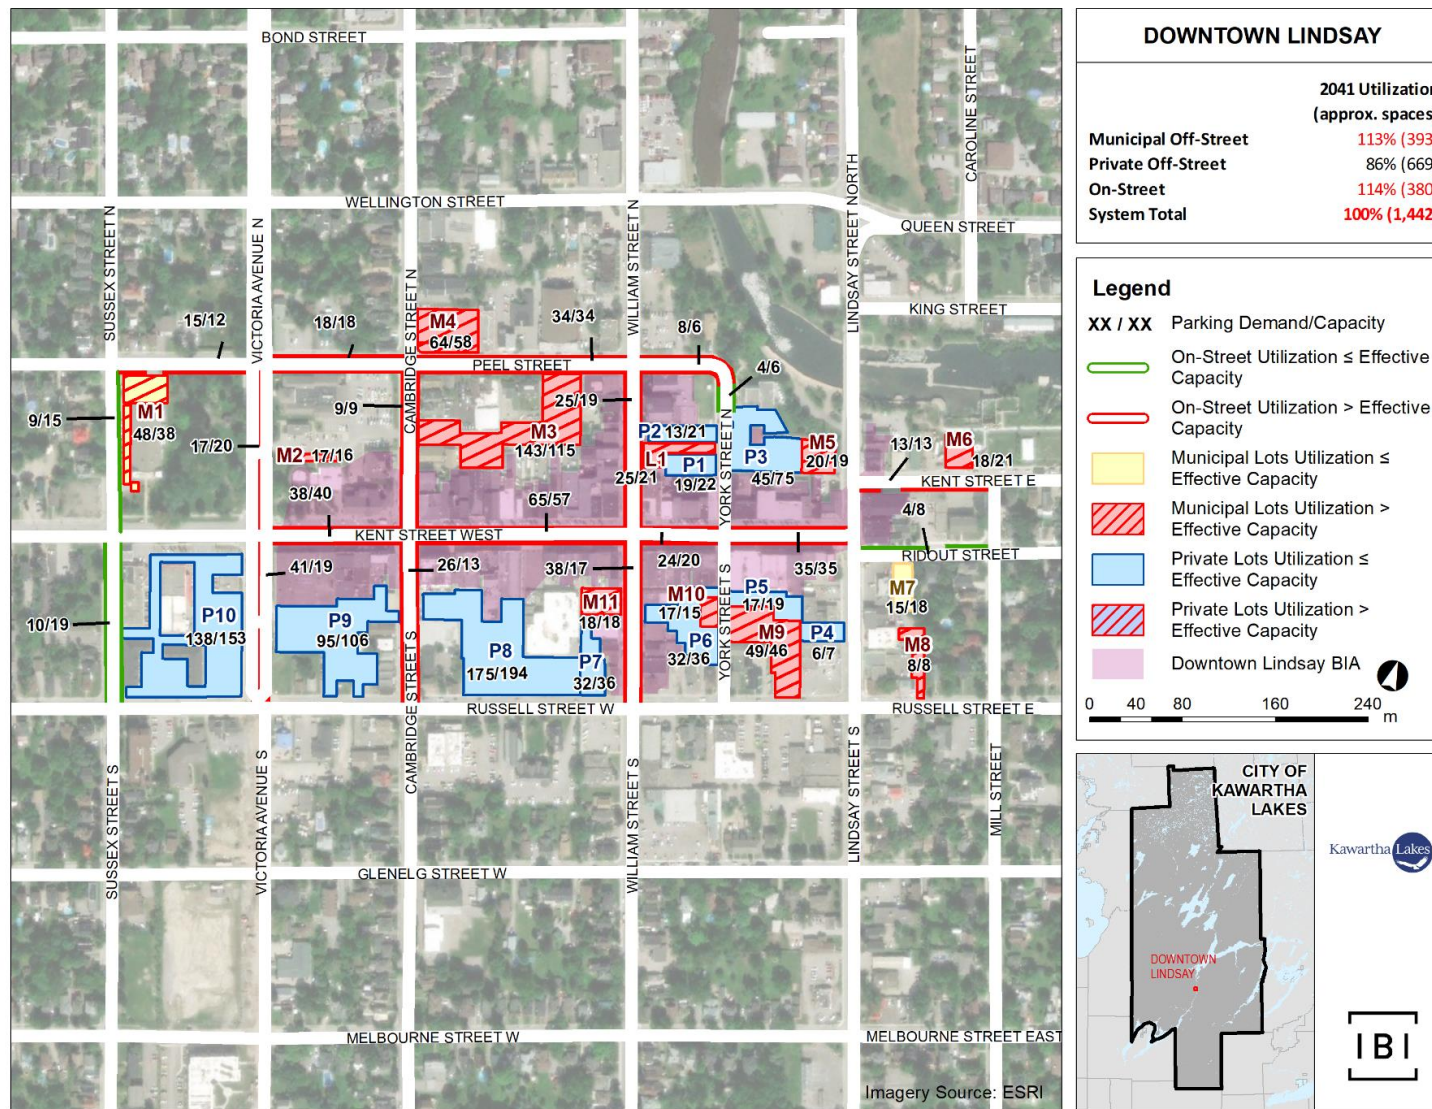 BOND STREET
WELLINGTON STREET
CAROLINE STREET
LINDSAY STREET NORTH
QUEEN STREET
KING STREET
SUSSEX STREET N
VICTORIA AVENUE N
CAMBRIDGE STREET N
WILLIAM STREET N
15/12
18/18
M4
64/58
34/34
8/6
PEEL STREET
4/6
9/15
M1
48/38
17/20
9/9
25/19
M2
17/16
M3
143/115
P2
13/21
L1
P1
25/21
19/22
P3
45/75
M5
20/19
13/13
M6
18/21
YORK STREET N
KENT STREET E
38/40
65/57
4/8
KENT STREET WEST
RIDOUT STREET
24/20
35/35
41/19
26/13
38/17
10/19
P10
138/153
P9
95/106
P8
175/194
M11
18/18
P7
32/36
M10
17/15
P5
17/19
P6
32/36
M9
49/46
P4
6/7
M7
15/18
M8
8/8
YORK STREET S
CAMBRIDGE STREET S
RUSSELL STREET W
RUSSELL STREET E
SUSSEX STREET S
VICTORIA AVENUE S
WILLIAM STREET S
LINDSAY STREET S
MILL STREET
GLENELG STREET W
MELBOURNE STREET W
MELBOURNE STREET EAST
Imagery Source: ESRI
DOWNTOWN LINDSAY
2041 Utilization
(approx. spaces
Municipal Off-Street 113% (393
Private Off-Street 86% (669
On-Street 114% (380
System Total 100% (1,442
Legend
XX / XX Parking Demand/Capacity
On-Street Utilization ≤ Effective
Capacity
On-Street Utilization > Effective
Capacity
Municipal Lots Utilization ≤
Effective Capacity
Municipal Lots Utilization >
Effective Capacity
Private Lots Utilization ≤
Effective Capacity
Private Lots Utilization >
Effective Capacity
Downtown Lindsay BIA
0 40 80 160 240
m
CITY OF
KAWARTHA
LAKES
DOWNTOWN
LINDSAY
Kawartha Lakes
IBI